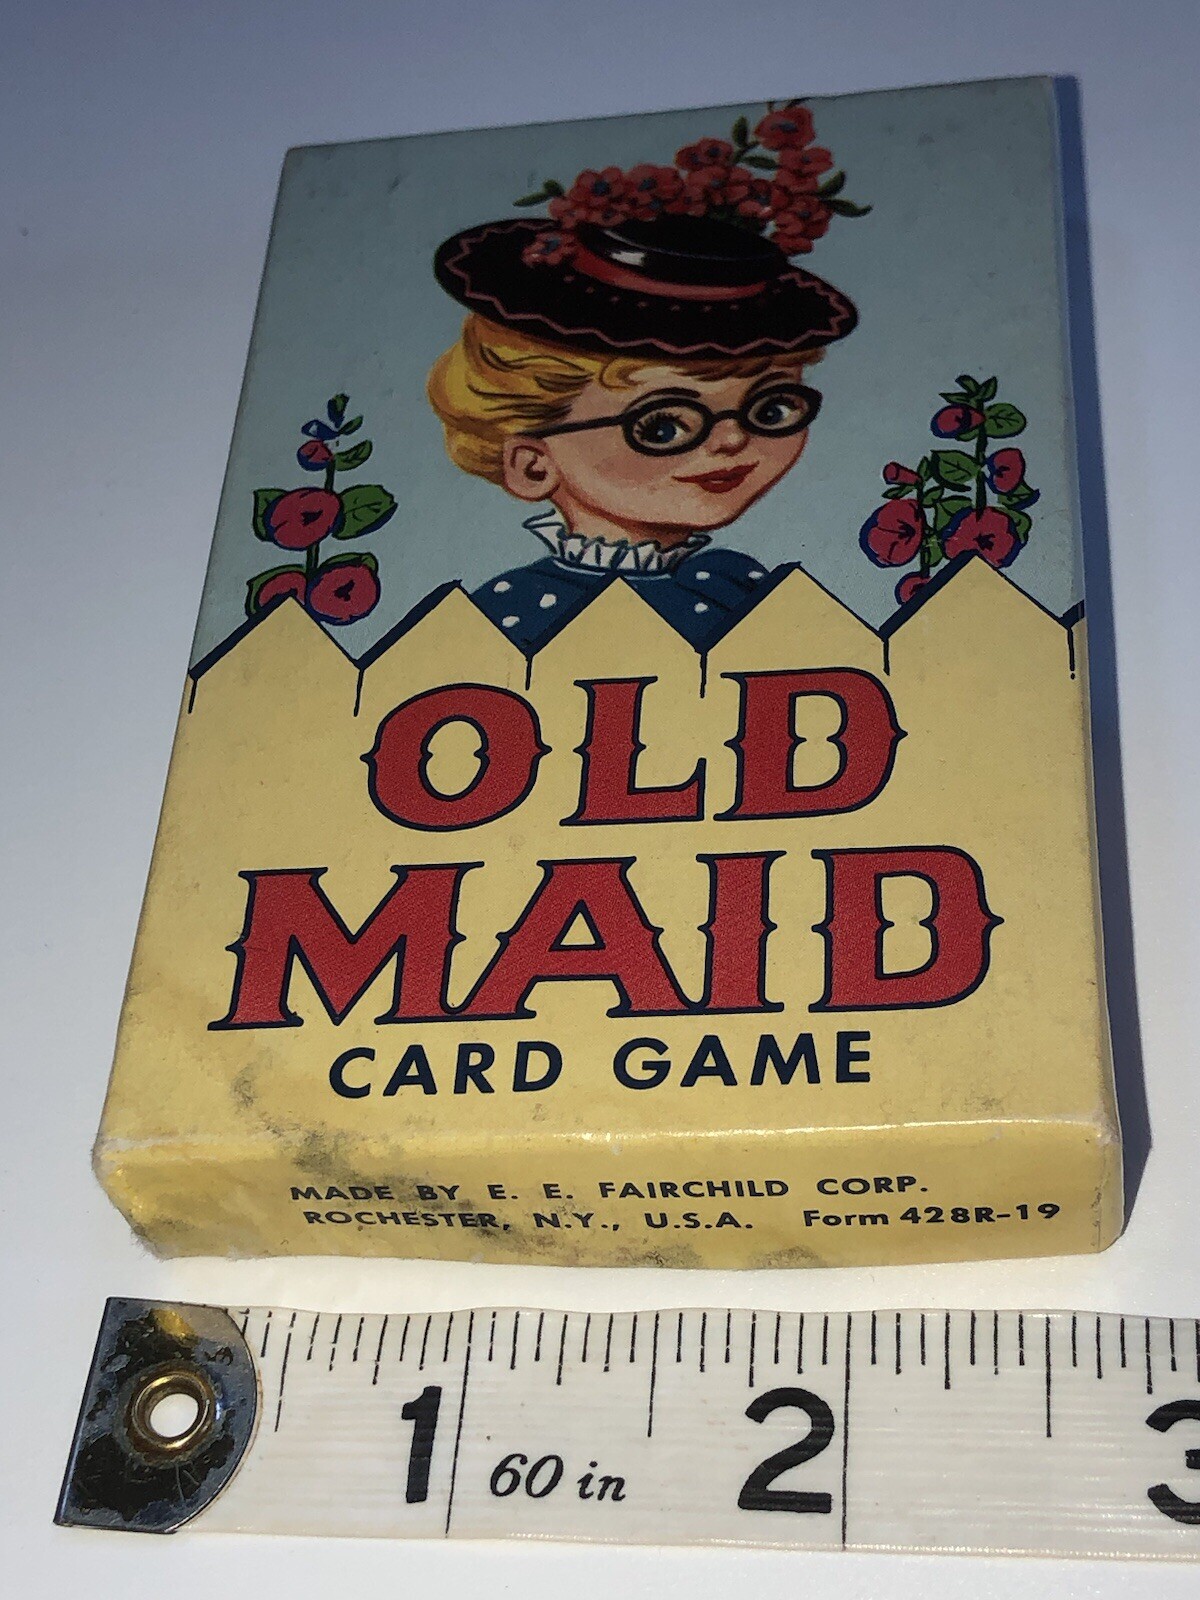 OLD
MAID
CARD GAME
MADE BY E. E. FAIRCHILD CORP.
ROCHESTER, N.Y., U.S.A. Form 428R-19
1 60 in 2 3